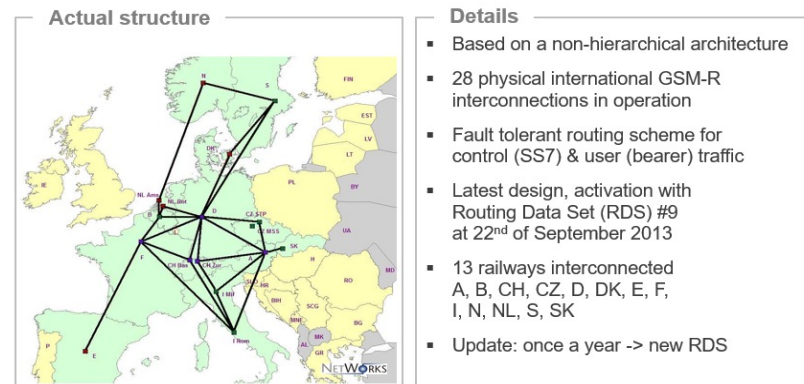 Actual structure
N
S
FIN
EST
LV
DK
LT
IE
NL Ams
PL
BY
B
D
CZ STP
CZ MSS
UA
SK
F
A
H
MD
CH Bas
CH Zur
SLO
HR
RO
I Mil
BIH
SCG
MNE
BG
I Rom
AL
MK
P
E
GR
NETWORKS
Details
▪ Based on a non-hierarchical architecture
▪ 28 physical international GSM-R
interconnections in operation
▪ Fault tolerant routing scheme for
control (SS7) & user (bearer) traffic
▪ Latest design, activation with
Routing Data Set (RDS) #9
at 22nd of September 2013
▪ 13 railways interconnected
A, B, CH, CZ, D, DK, E, F,
I, N, NL, S, SK
▪ Update: once a year -> new RDS